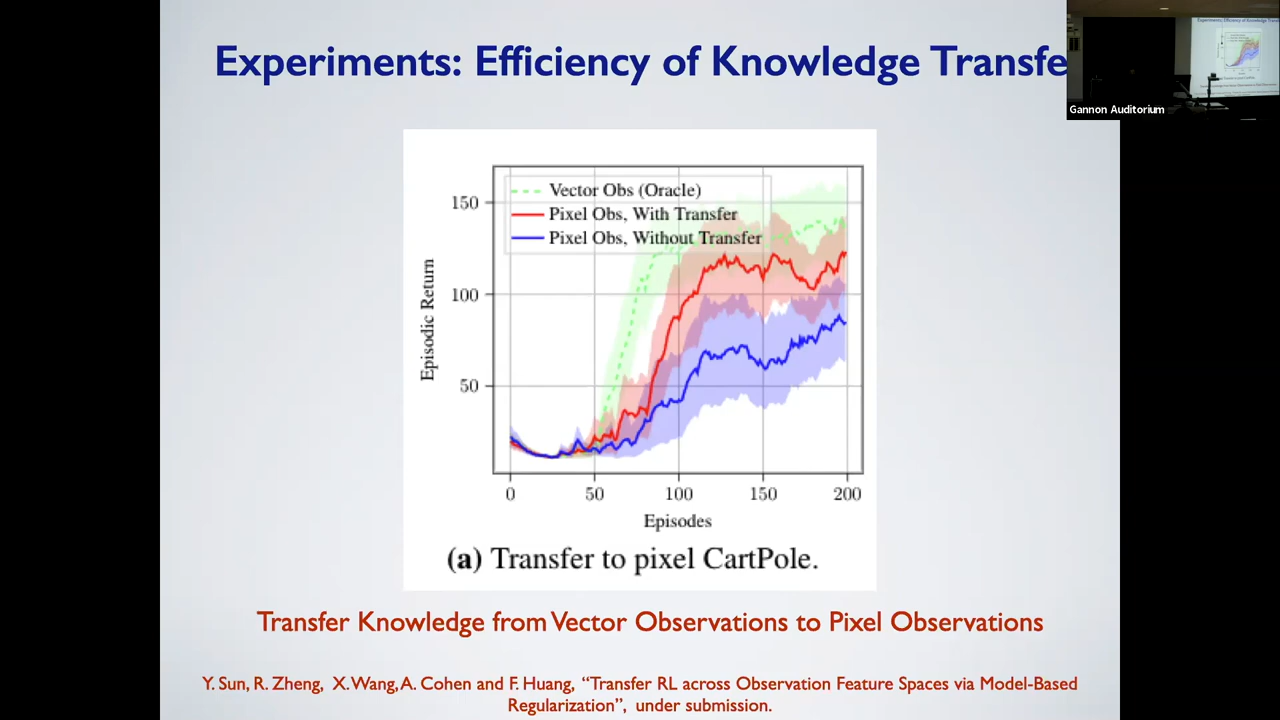 Experiments: Efficiency of Knowledge Transfe
Gannon Auditorium
Vector Obs (Oracle)
Pixel Obs, With Transfer
Pixel Obs, Without Transfer
150
100
50
Episodic Return
0 50 100 150 200
Episodes
(a) Transfer to pixel CartPole.
Transfer Knowledge from Vector Observations to Pixel Observations
Y. Sun, R. Zheng, X. Wang, A. Cohen and F. Huang, “Transfer RL across Observation Feature Spaces via Model-Based
Regularization”, under submission.